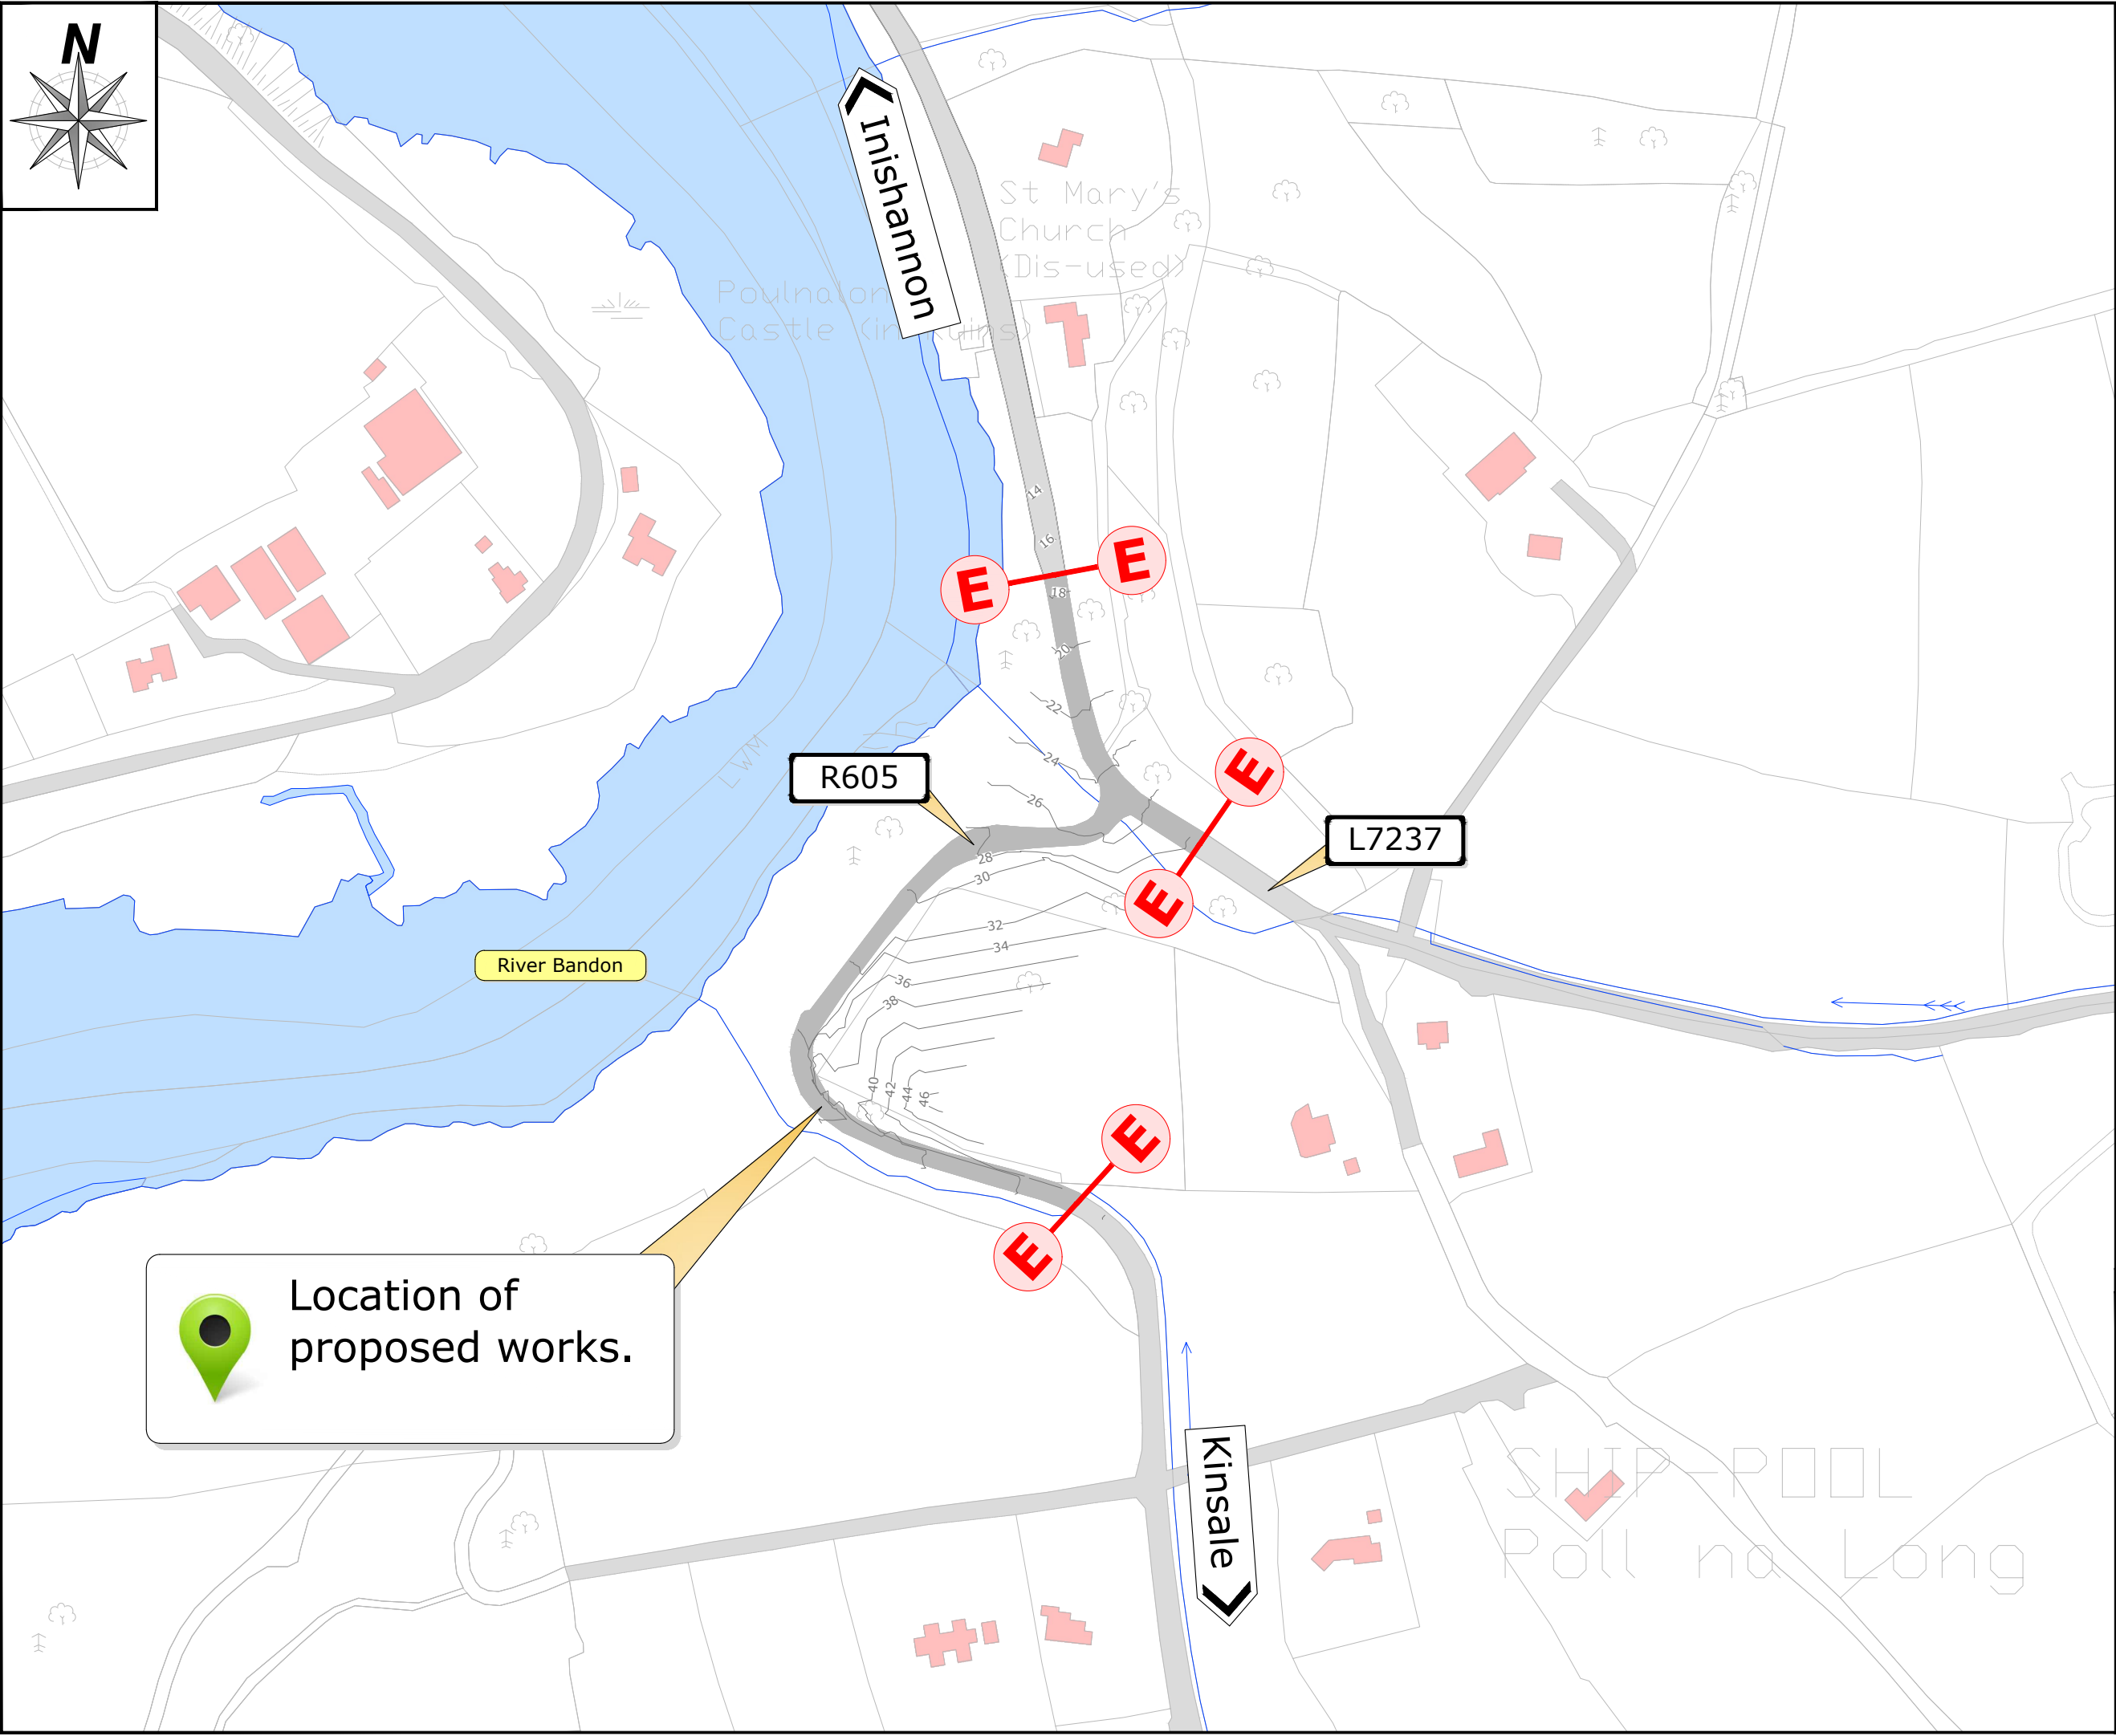 N
Inishannon
St Mary's
Church
(Dis-used)
Poulnalon
Castle (in Ruins)
14
16
E
E
18
20
22
24
26
LWM
R605
E
L7237
28
30
E
32
34
River Bandon
36
38
40
42
44
46
E
E
Location of
proposed works.
Kinsale
SHIP-POOL
Poll na Long